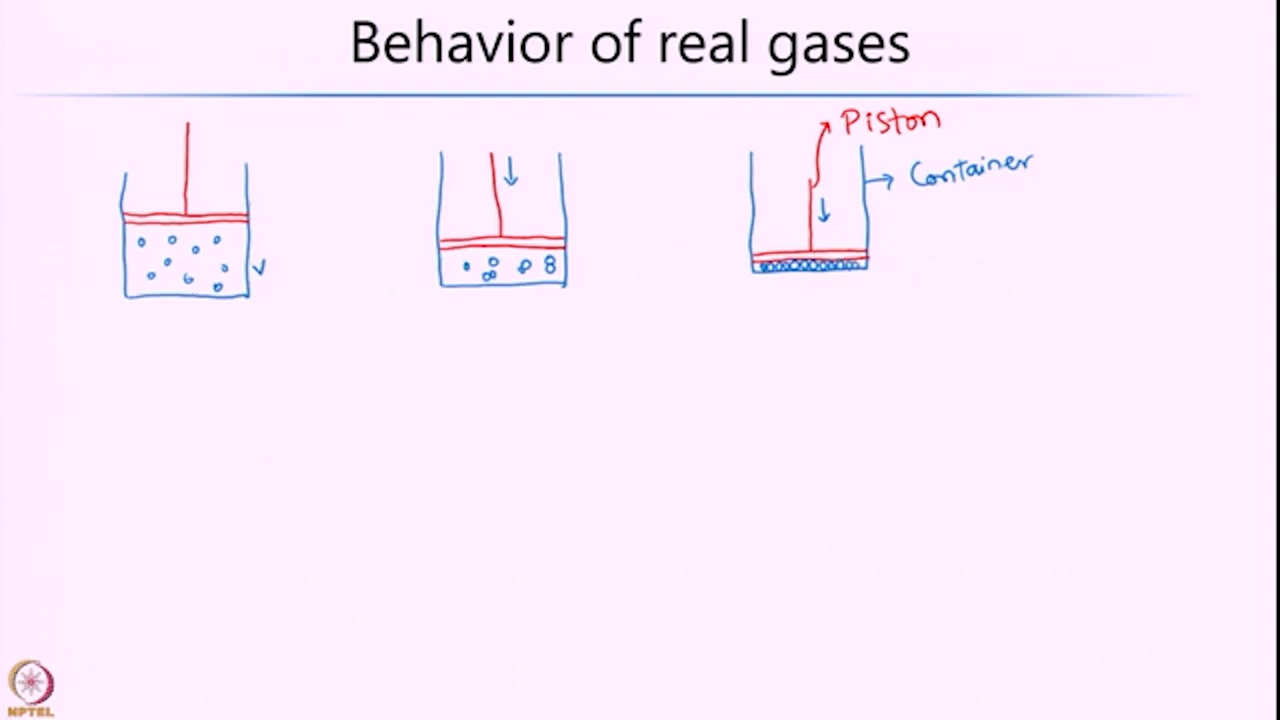 Behavior of real gases
Piston
Container
V
NPTEL